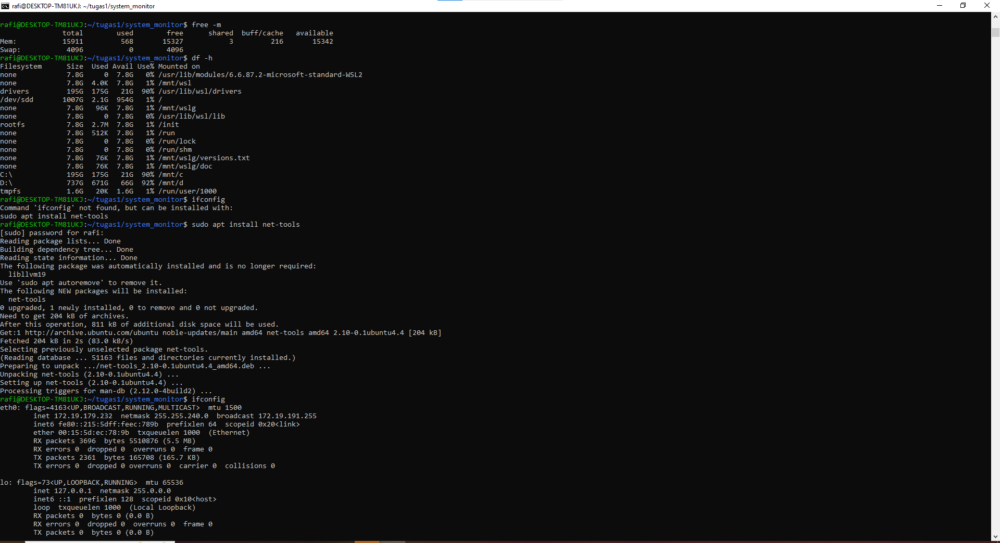 rafi@DESKTOP-TM81UKJ: ~/tugas1/system_monitor
rafi@DESKTOP-TM81UKJ:~/tugas1/system_monitor$ free -m
               total        used        free      shared  buff/cache   available
Mem:           15911         568       15327           3         216       15342
Swap:           4096           0        4096
rafi@DESKTOP-TM81UKJ:~/tugas1/system_monitor$ df -h
Filesystem      Size  Used Avail Use% Mounted on
none            7.8G     0  7.8G   0% /usr/lib/modules/6.6.87.2-microsoft-standard-WSL2
none            7.8G  4.0K  7.8G   1% /mnt/wsl
drivers         195G  175G   21G  90% /usr/lib/wsl/drivers
/dev/sdd       1007G  2.1G  954G   1% /
none            7.8G   96K  7.8G   1% /mnt/wslg
none            7.8G     0  7.8G   0% /usr/lib/wsl/lib
rootfs          7.8G  2.7M  7.8G   1% /init
none            7.8G  512K  7.8G   1% /run
none            7.8G     0  7.8G   0% /run/lock
none            7.8G     0  7.8G   0% /run/shm
none            7.8G   76K  7.8G   1% /mnt/wslg/versions.txt
none            7.8G   76K  7.8G   1% /mnt/wslg/doc
C:\             195G  175G   21G  90% /mnt/c
D:\             737G  671G   66G  92% /mnt/d
tmpfs           1.6G   20K  1.6G   1% /run/user/1000
rafi@DESKTOP-TM81UKJ:~/tugas1/system_monitor$ ifconfig
Command 'ifconfig' not found, but can be installed with:
sudo apt install net-tools
rafi@DESKTOP-TM81UKJ:~/tugas1/system_monitor$ sudo apt install net-tools
[sudo] password for rafi:
Reading package lists... Done
Building dependency tree... Done
Reading state information... Done
The following package was automatically installed and is no longer required:
  libllvm19
Use 'sudo apt autoremove' to remove it.
The following NEW packages will be installed:
  net-tools
0 upgraded, 1 newly installed, 0 to remove and 0 not upgraded.
Need to get 204 kB of archives.
After this operation, 811 kB of additional disk space will be used.
Get:1 http://archive.ubuntu.com/ubuntu noble-updates/main amd64 net-tools amd64 2.10-0.1ubuntu4.4 [204 kB]
Fetched 204 kB in 2s (83.0 kB/s)
Selecting previously unselected package net-tools.
(Reading database ... 51163 files and directories currently installed.)
Preparing to unpack .../net-tools_2.10-0.1ubuntu4.4_amd64.deb ...
Unpacking net-tools (2.10-0.1ubuntu4.4) ...
Setting up net-tools (2.10-0.1ubuntu4.4) ...
Processing triggers for man-db (2.12.0-4build2) ...
rafi@DESKTOP-TM81UKJ:~/tugas1/system_monitor$ ifconfig
eth0: flags=4163<UP,BROADCAST,RUNNING,MULTICAST>  mtu 1500
        inet 172.19.179.232  netmask 255.255.240.0  broadcast 172.19.191.255
        inet6 fe80::215:5dff:feec:789b  prefixlen 64  scopeid 0x20<link>
        ether 00:15:5d:ec:78:9b  txqueuelen 1000  (Ethernet)
        RX packets 3696  bytes 5510876 (5.5 MB)
        RX errors 0  dropped 0  overruns 0  frame 0
        TX packets 2361  bytes 165708 (165.7 KB)
        TX errors 0  dropped 0 overruns 0  carrier 0  collisions 0
lo: flags=73<UP,LOOPBACK,RUNNING>  mtu 65536
        inet 127.0.0.1  netmask 255.0.0.0
        inet6 ::1  prefixlen 128  scopeid 0x10<host>
        loop  txqueuelen 1000  (Local Loopback)
        RX packets 0  bytes 0 (0.0 B)
        RX errors 0  dropped 0  overruns 0  frame 0
        TX packets 0  bytes 0 (0.0 B)